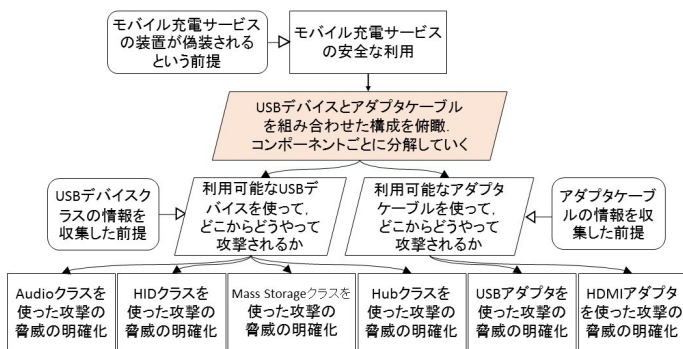 モバイル充電サービス
の装置が偽装される
という前提
モバイル充電サービス
の安全な利用
USBデバイスとアダプタケーブル
を組み合わせた構成を俯瞰.
コンポーネントごとに分解していく
USBデバイスク
ラスの情報を
収集した前提
利用可能なUSBデ
バイスを使って,
どこからどうやって
攻撃されるか
利用可能なアダプタ
ケーブルを使って,
どこからどうやって
攻撃されるか
アダプタケー
ブルの情報を収
集した前提
Audioクラスを
使った攻撃の
脅威の明確化
HIDクラスを
使った攻撃の
脅威の明確化
Mass Storageクラスを
使った攻撃の
脅威の明確化
Hubクラスを
使った攻撃の
脅威の明確化
USBアダプタを
使った攻撃の
脅威の明確化
HDMIアダプタ
を使った攻撃の
脅威の明確化